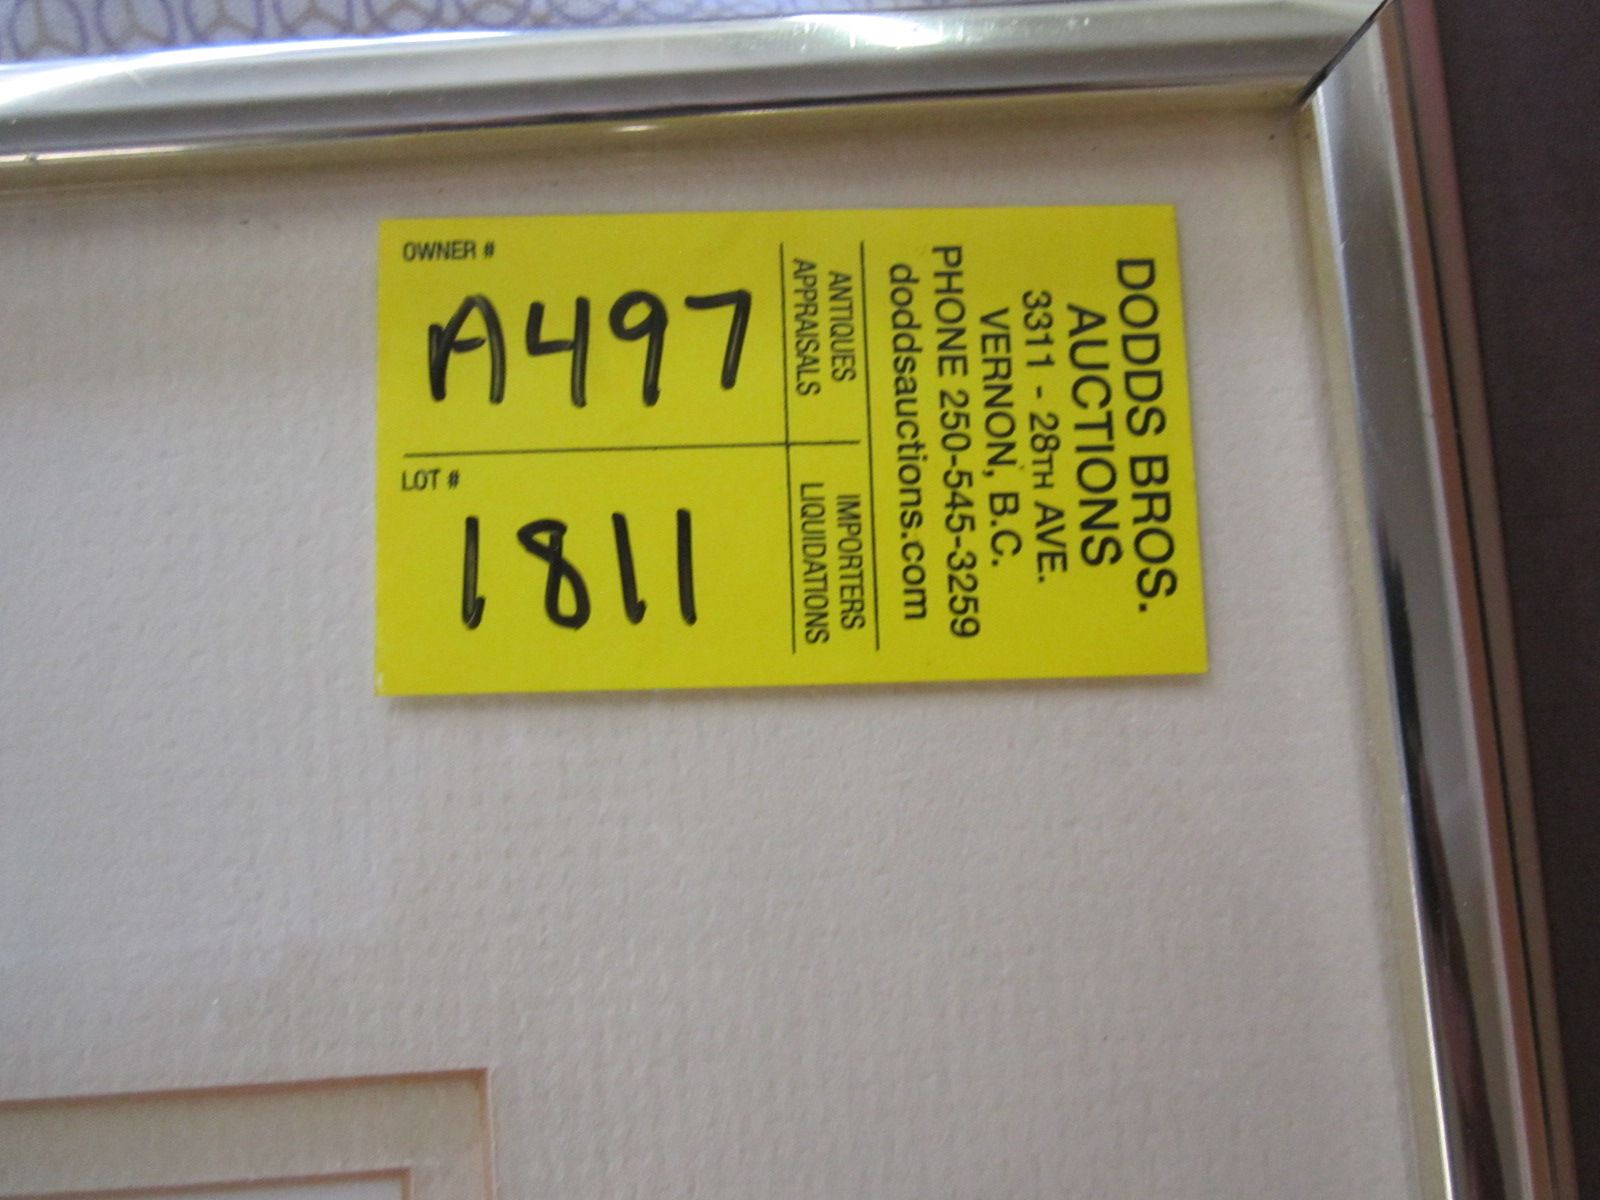 DODDS BROS.
AUCTIONS
3311 - 28TH AVE.
VERNON, B.C.
PHONE 250-545-3259
doddsauctions.com
ANTIQUES
APPRAISALS
IMPORTERS
LIQUIDATIONS
OWNER #
A497
LOT #
1811